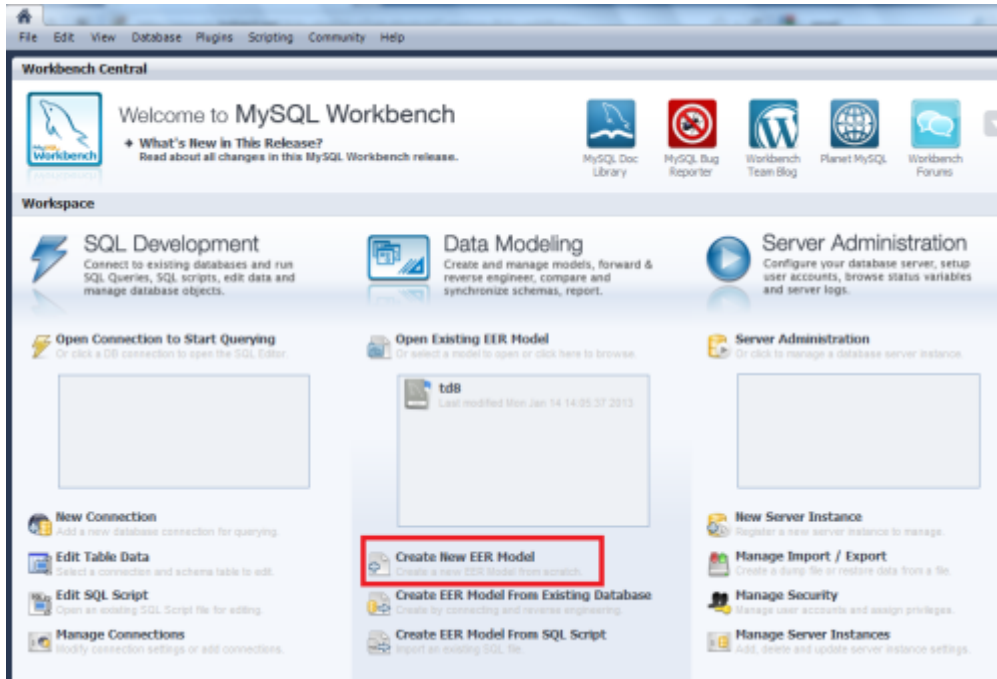 File Edit View Database Plugins Scripting Community Help
Workbench Central
Welcome to MySQL Workbench
What's New in This Release?
Read about all changes in this MySQL Workbench release.
MySQL Workbench
MySQL Doc Library
MySQL Bug Reporter
Workbench Team Blog
Planet MySQL
Workbench Forums
Workspace
SQL Development
Connect to existing databases and run
SQL Queries, SQL scripts, edit data and
manage database objects.
Open Connection to Start Querying
Or click a DB connection to open the SQL Editor.
New Connection
Add a new database connection for querying.
Edit Table Data
Select a connection and schema table to edit.
Edit SQL Script
Open an existing SQL Script file for editing.
Manage Connections
Modify connection settings or add connections.
Data Modeling
Create and manage models, forward &
reverse engineer, compare and
synchronize schemas, report.
Open Existing EER Model
Or select a model to open or click here to browse.
td8
Last modified Mon Jan 14 14:05:37 2013
Create New EER Model
Create a new EER Model from scratch.
Create EER Model From Existing Database
Create by connecting and reverse engineering.
Create EER Model From SQL Script
Import an existing SQL file.
Server Administration
Configure your database server, setup
user accounts, browse status variables
and server logs.
Server Administration
Or click to manage a database server instance.
New Server Instance
Register a new server instance to manage.
Manage Import / Export
Create a dump file or restore data from a file.
Manage Security
Manage user accounts and assign privileges.
Manage Server Instances
Add, delete and update server instance settings.